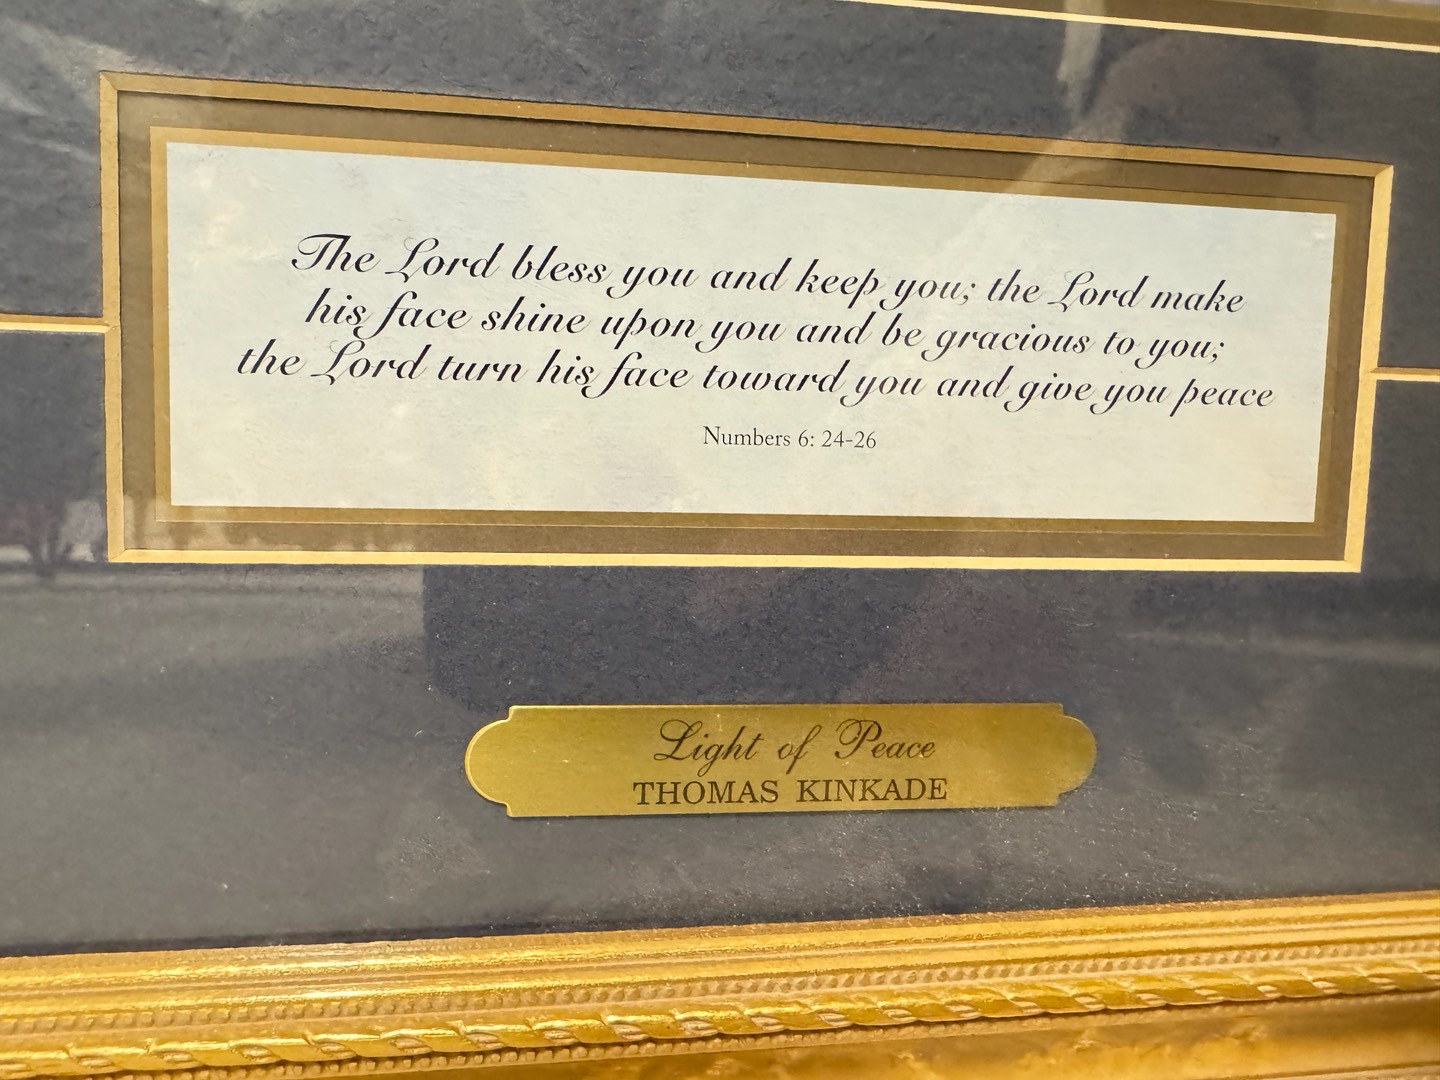 The Lord bless you and keep you; the Lord make
his face shine upon you and be gracious to you;
the Lord turn his face toward you and give you peace
Numbers 6: 24-26
Light of Peace
THOMAS KINKADE